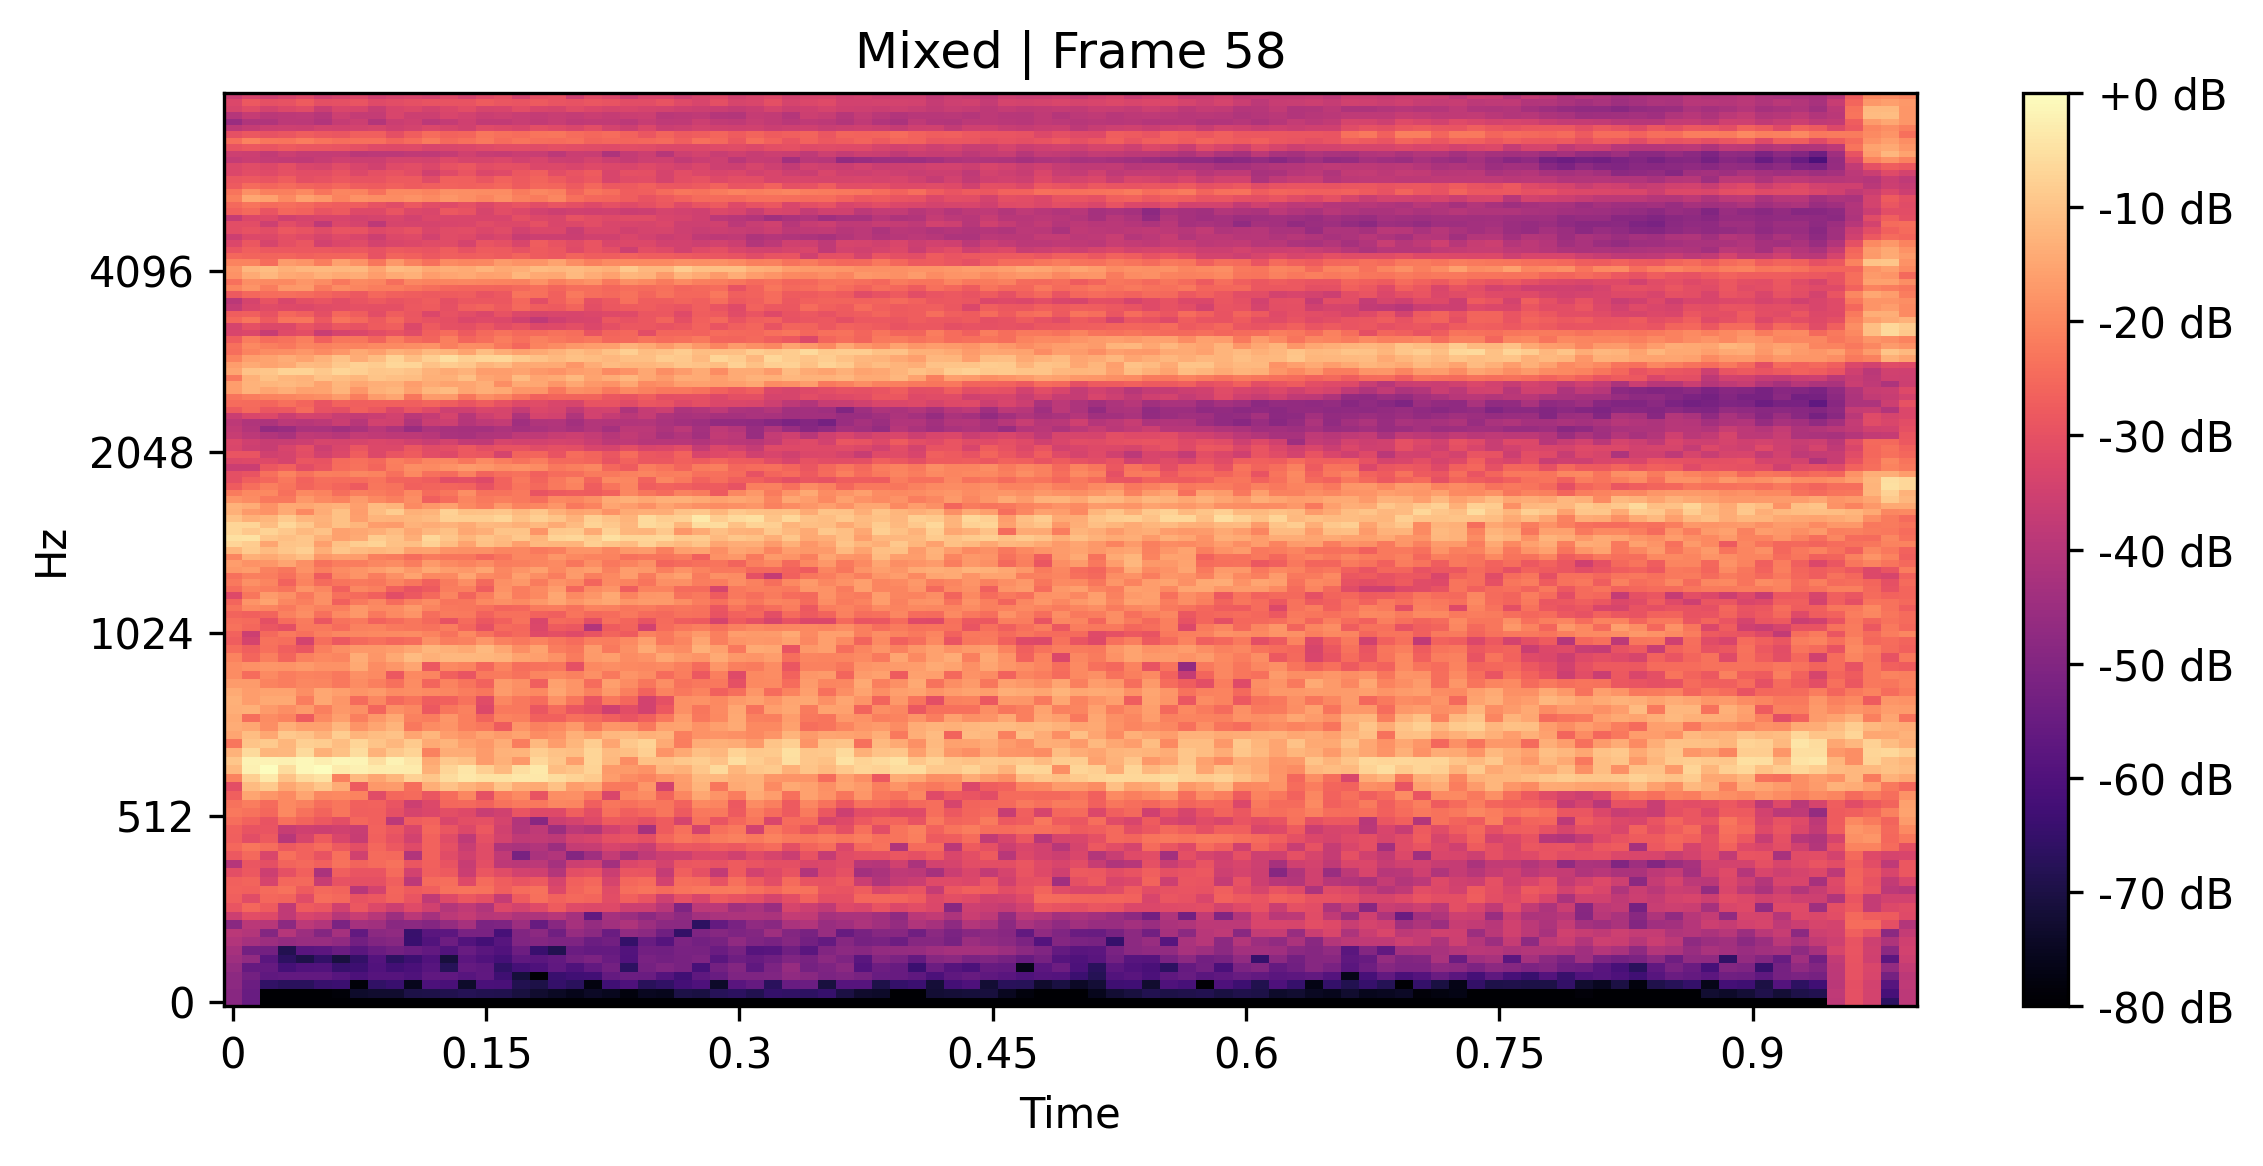 Mixed | Frame 58
+0 dB
-10 dB
-20 dB
-30 dB
-40 dB
-50 dB
-60 dB
-70 dB
-80 dB
Hz
4096
2048
1024
512
0
0 0.15 0.3 0.45 0.6 0.75 0.9
Time